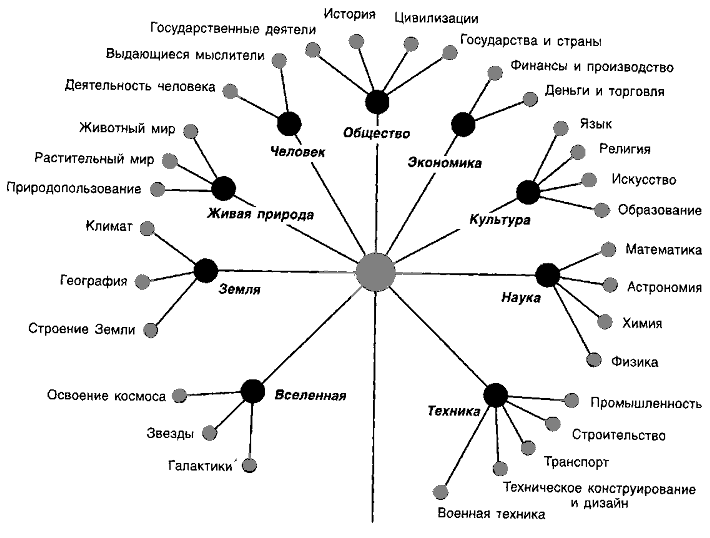 История
Цивилизации
Государственные деятели
Государства и страны
Выдающиеся мыслители
Финансы и производство
Деятельность человека
Деньги и торговля
Общество
Язык
Животный мир
Человек
Экономика
Религия
Растительный мир
Искусство
Природопользование
Живая природа
Культура
Образование
Климат
Математика
География
Земля
Наука
Астрономия
Строение Земли
Химия
Физика
Освоение космоса
Вселенная
Техника
Промышленность
Звезды
Строительство
Галактики
Транспорт
Техническое конструирование
и дизайн
Военная техника